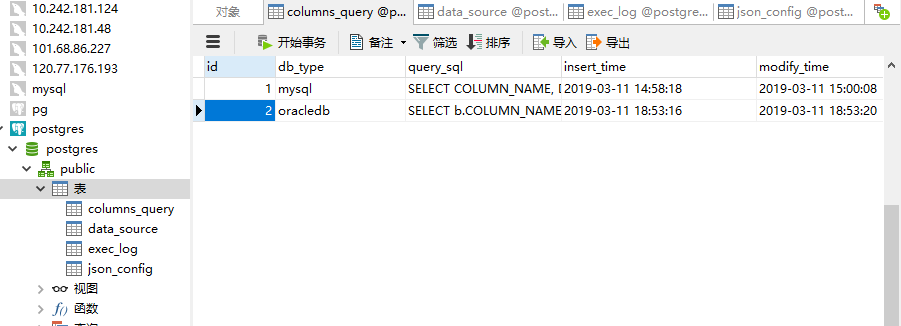 10.242.181.124
10.242.181.48
101.68.86.227
120.77.176.193
mysql
pg
postgres
postgres
public
表
columns_query
data_source
exec_log
json_config
视图
函数
对象 columns_query @p... data_source @post... exec_log @postgre... json_config @post...
开始事务 备注 筛选 排序 导入 导出
id db_type query_sql insert_time modify_time
1 mysql SELECT COLUMN_NAME, 2019-03-11 14:58:18 2019-03-11 15:00:08
2 oracledb SELECT b.COLUMN_NAME 2019-03-11 18:53:16 2019-03-11 18:53:20